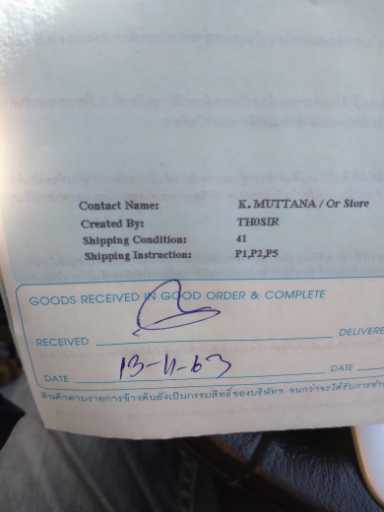 Contact Name: K. MUTTANA / Or Store
Created By: TH0SIR
Shipping Condition: 41
Shipping Instruction: P1,P2,P5
GOODS RECEIVED IN GOOD ORDER & COMPLETE
RECEIVED DELIVERE
DATE 13-11-63 DATE
สินค้าตามรายการข้างต้นยังเป็นกรรมสิทธิ์ของบริษัทฯ จนกว่าจะได้รับการชำ